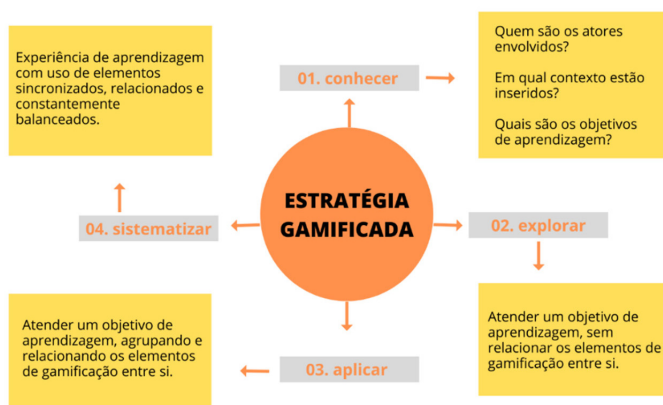 Experiência de aprendizagem
com uso de elementos
sincronizados, relacionados e
constantemente
balanceados.
01. conhecer
Quem são os atores
envolvidos?
Em qual contexto estão
inseridos?
Quais são os objetivos
de aprendizagem?
ESTRATÉGIA
GAMIFICADA
04. sistematizar
02. explorar
Atender um objetivo de
aprendizagem, agrupando e
relacionando os elementos
de gamificação entre si.
03. aplicar
Atender um objetivo de
aprendizagem, sem
relacionar os elementos de
gamificação entre si.